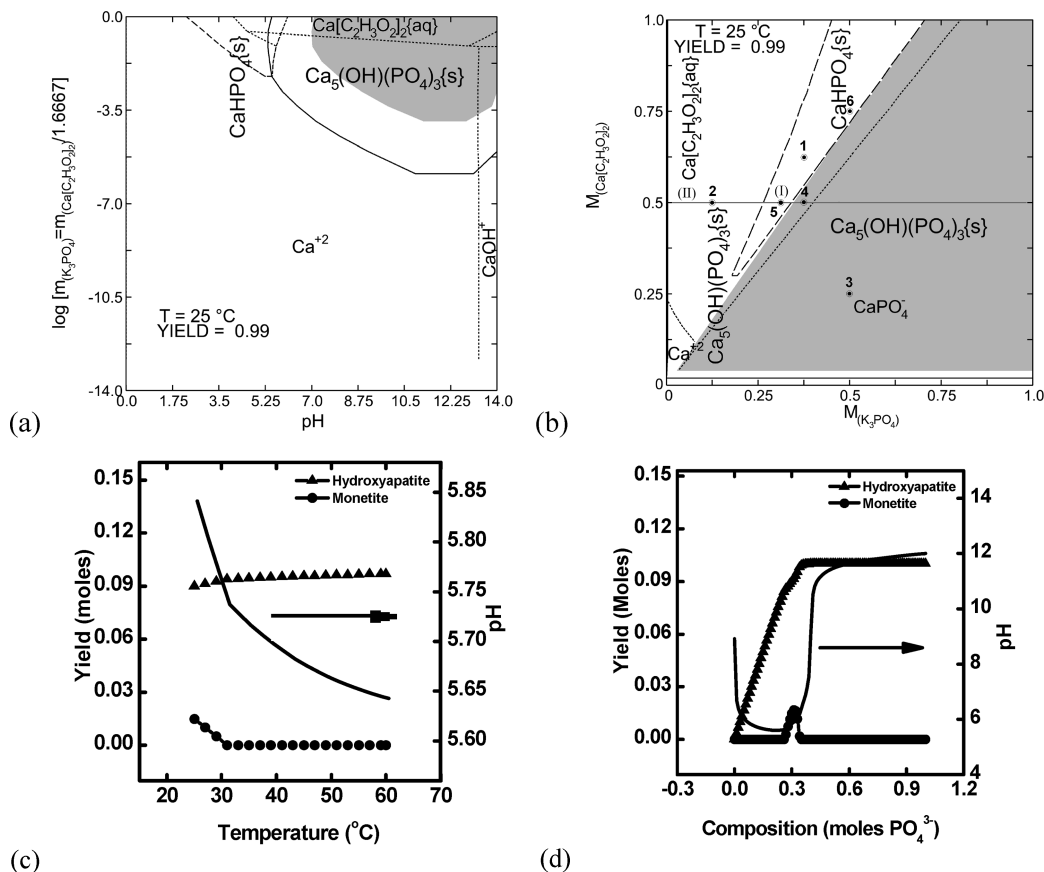 0.0
-3.5
-7.0
-10.5
-14.0
log [m(K3PO4)=m(Ca[C2H3O2]2)/1.6667]
Ca[C2H3O2]2{aq}
CaHPO4{s}
Ca5(OH)(PO4)3{s}
Ca+2
CaOH+
T = 25 °C
YIELD = 0.99
0.0 1.75 3.5 5.25 7.0 8.75 10.5 12.25 14.0
pH
(a)
1.0
0.75
0.5
0.25
0
M(Ca[C2H3O2]2)
T = 25 °C
YIELD = 0.99
Ca[C2H3O2]2{aq}
CaHPO4{s}
6
1
(II)
2
(I)
4
5
Ca5(OH)(PO4)3{s}
Ca5(OH)(PO4)3{s}
3
CaPO4-
Ca+2
0 0.25 0.5 0.75 1.0
M(K3PO4)
(b)
0.15
0.12
0.09
0.06
0.03
0.00
Yield (moles)
Hydroxyapatite
Monetite
5.85
5.80
5.75
5.70
5.65
5.60
pH
20 30 40 50 60 70
Temperature (°C)
(c)
0.15
0.12
0.09
0.06
0.03
0.00
Yield (Moles)
Hydroxyapatite
Monetite
14
12
10
8
6
4
pH
-0.3 0.0 0.3 0.6 0.9 1.2
Composition (moles PO4 3-)
(d)